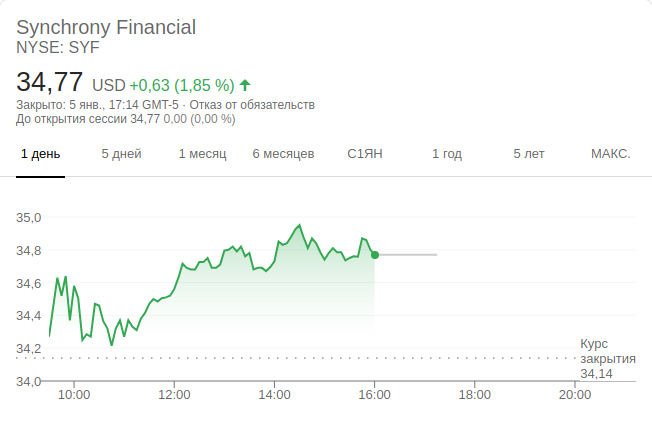 Synchrony Financial
NYSE: SYF
34,77 USD +0,63 (1,85 %)
Закрыто: 5 янв., 17:14 GMT-5 · Отказ от обязательств
До открытия сессии 34,77 0,00 (0,00 %)
1 день 5 дней 1 месяц 6 месяцев С1ЯН 1 год 5 лет МАКС.
35,0
34,8
34,6
34,4
34,2
34,0
Курс
закрытия
34,14
10:00 12:00 14:00 16:00 18:00 20:00